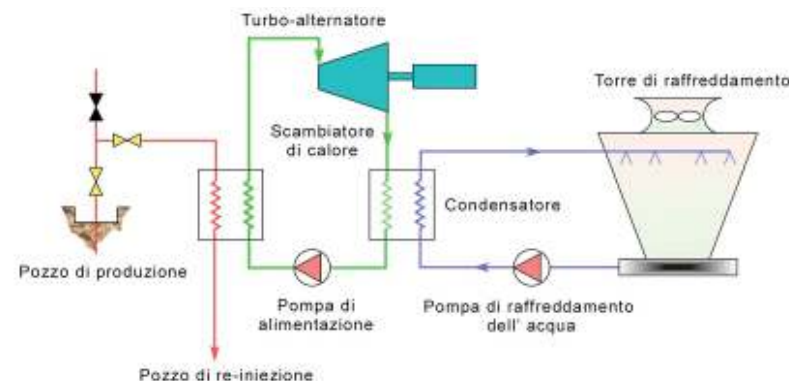 Turbo-alternatore
Torre di raffreddamento
Scambiatore
di calore
Condensatore
Pozzo di produzione
Pompa di
alimentazione
Pompa di raffreddamento
dell' acqua
Pozzo di re-iniezione